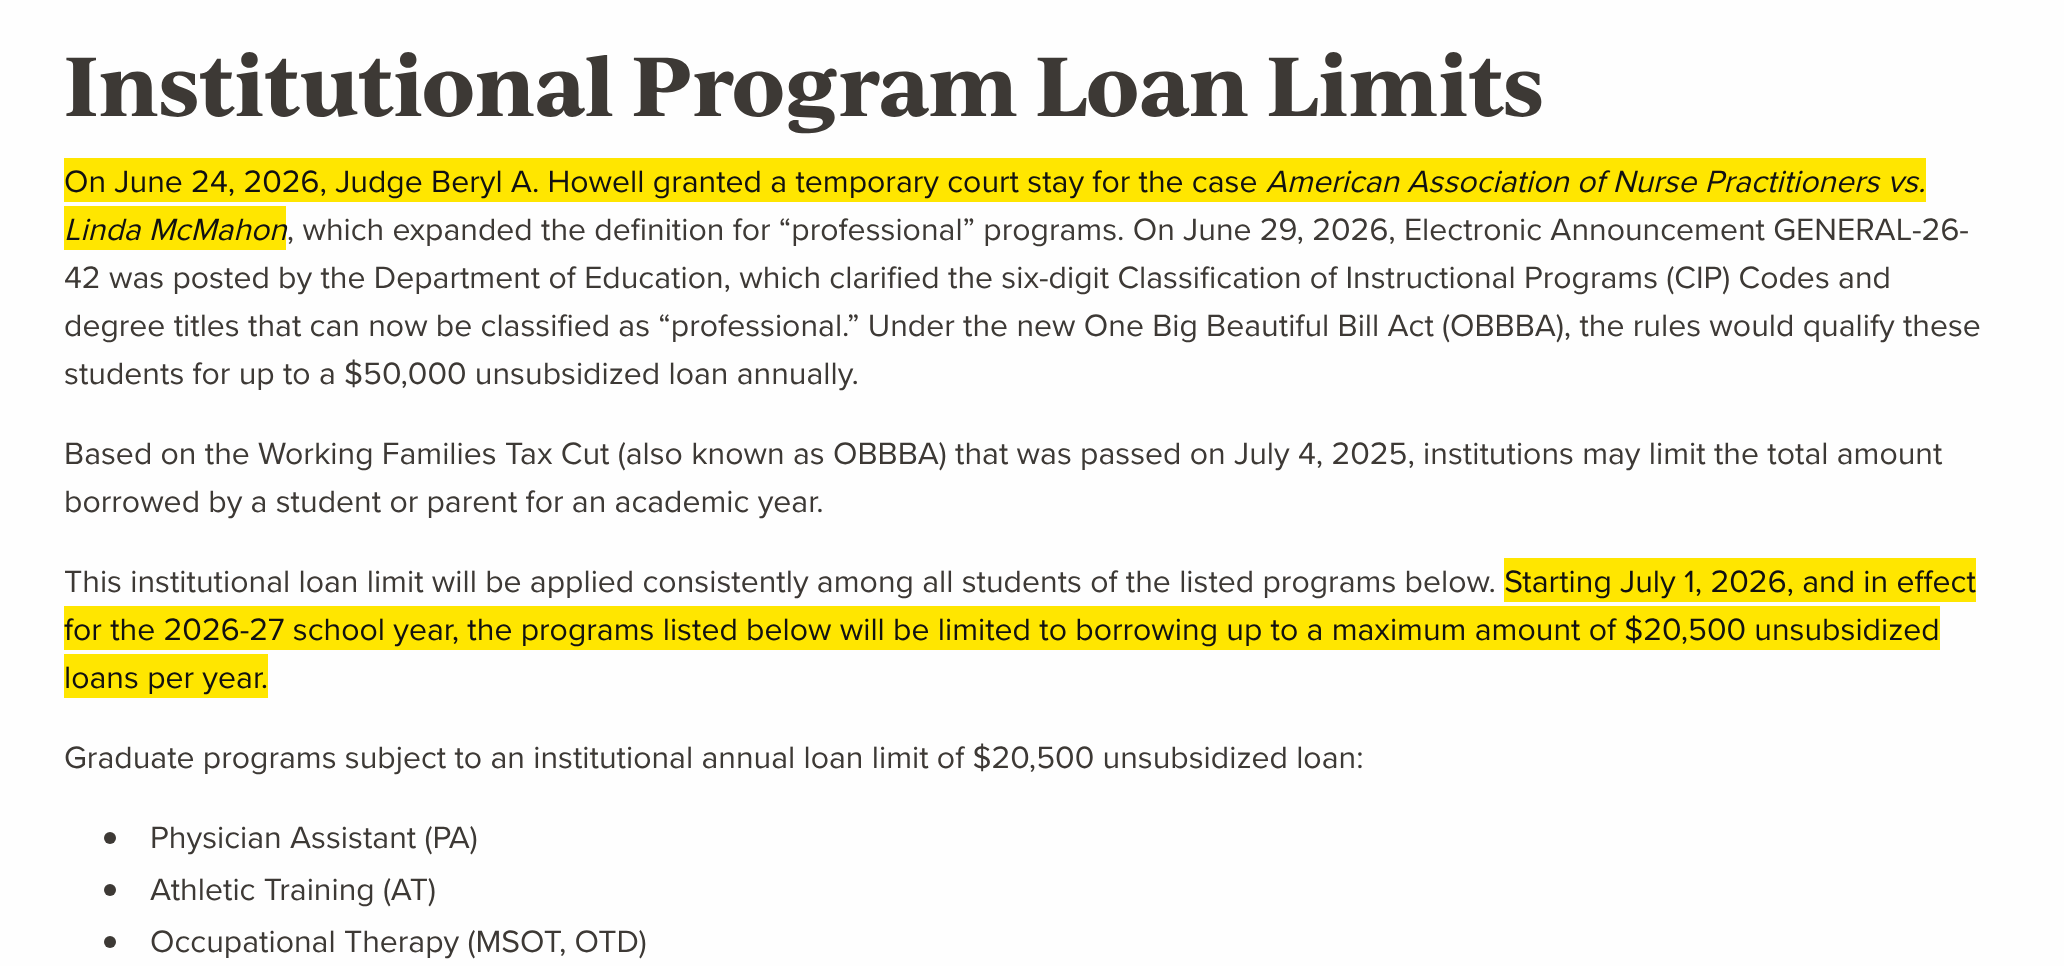 Institutional Program Loan Limits
On June 24, 2026, Judge Beryl A. Howell granted a temporary court stay for the case American Association of Nurse Practitioners vs.
Linda McMahon, which expanded the definition for “professional” programs. On June 29, 2026, Electronic Announcement GENERAL-26-
42 was posted by the Department of Education, which clarified the six-digit Classification of Instructional Programs (CIP) Codes and
degree titles that can now be classified as “professional.” Under the new One Big Beautiful Bill Act (OBBBA), the rules would qualify these
students for up to a $50,000 unsubsidized loan annually.
Based on the Working Families Tax Cut (also known as OBBBA) that was passed on July 4, 2025, institutions may limit the total amount
borrowed by a student or parent for an academic year.
This institutional loan limit will be applied consistently among all students of the listed programs below. Starting July 1, 2026, and in effect
for the 2026-27 school year, the programs listed below will be limited to borrowing up to a maximum amount of $20,500 unsubsidized
loans per year.
Graduate programs subject to an institutional annual loan limit of $20,500 unsubsidized loan:
• Physician Assistant (PA)
• Athletic Training (AT)
• Occupational Therapy (MSOT, OTD)